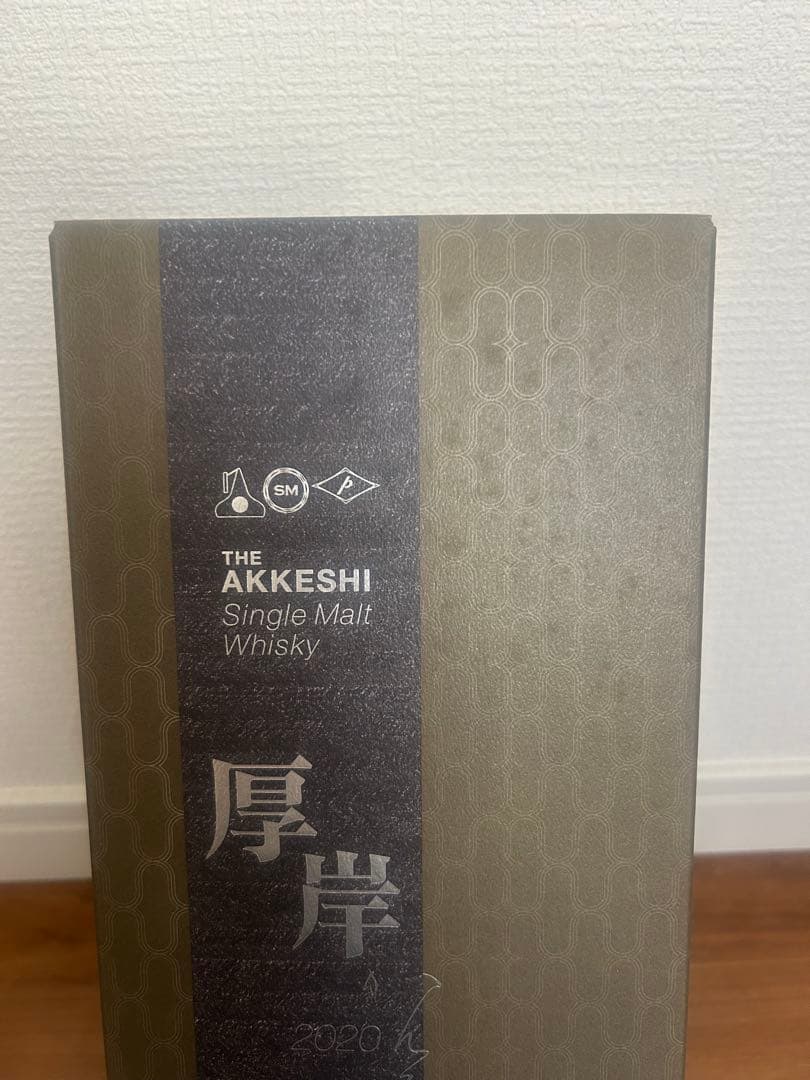 SM
THE
AKKESHI
Single Malt
Whisky
厚岸
2020